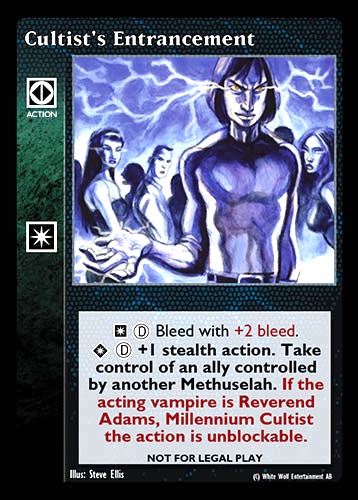 Cultist's Entrancement
ACTION
Ⓓ Bleed with +2 bleed.
Ⓓ +1 stealth action. Take
control of an ally controlled
by another Methuselah. If the
acting vampire is Reverend
Adams, Millennium Cultist
the action is unblockable.
NOT FOR LEGAL PLAY
Illus: Steve Ellis
(C) White Wolf Entertainment AB